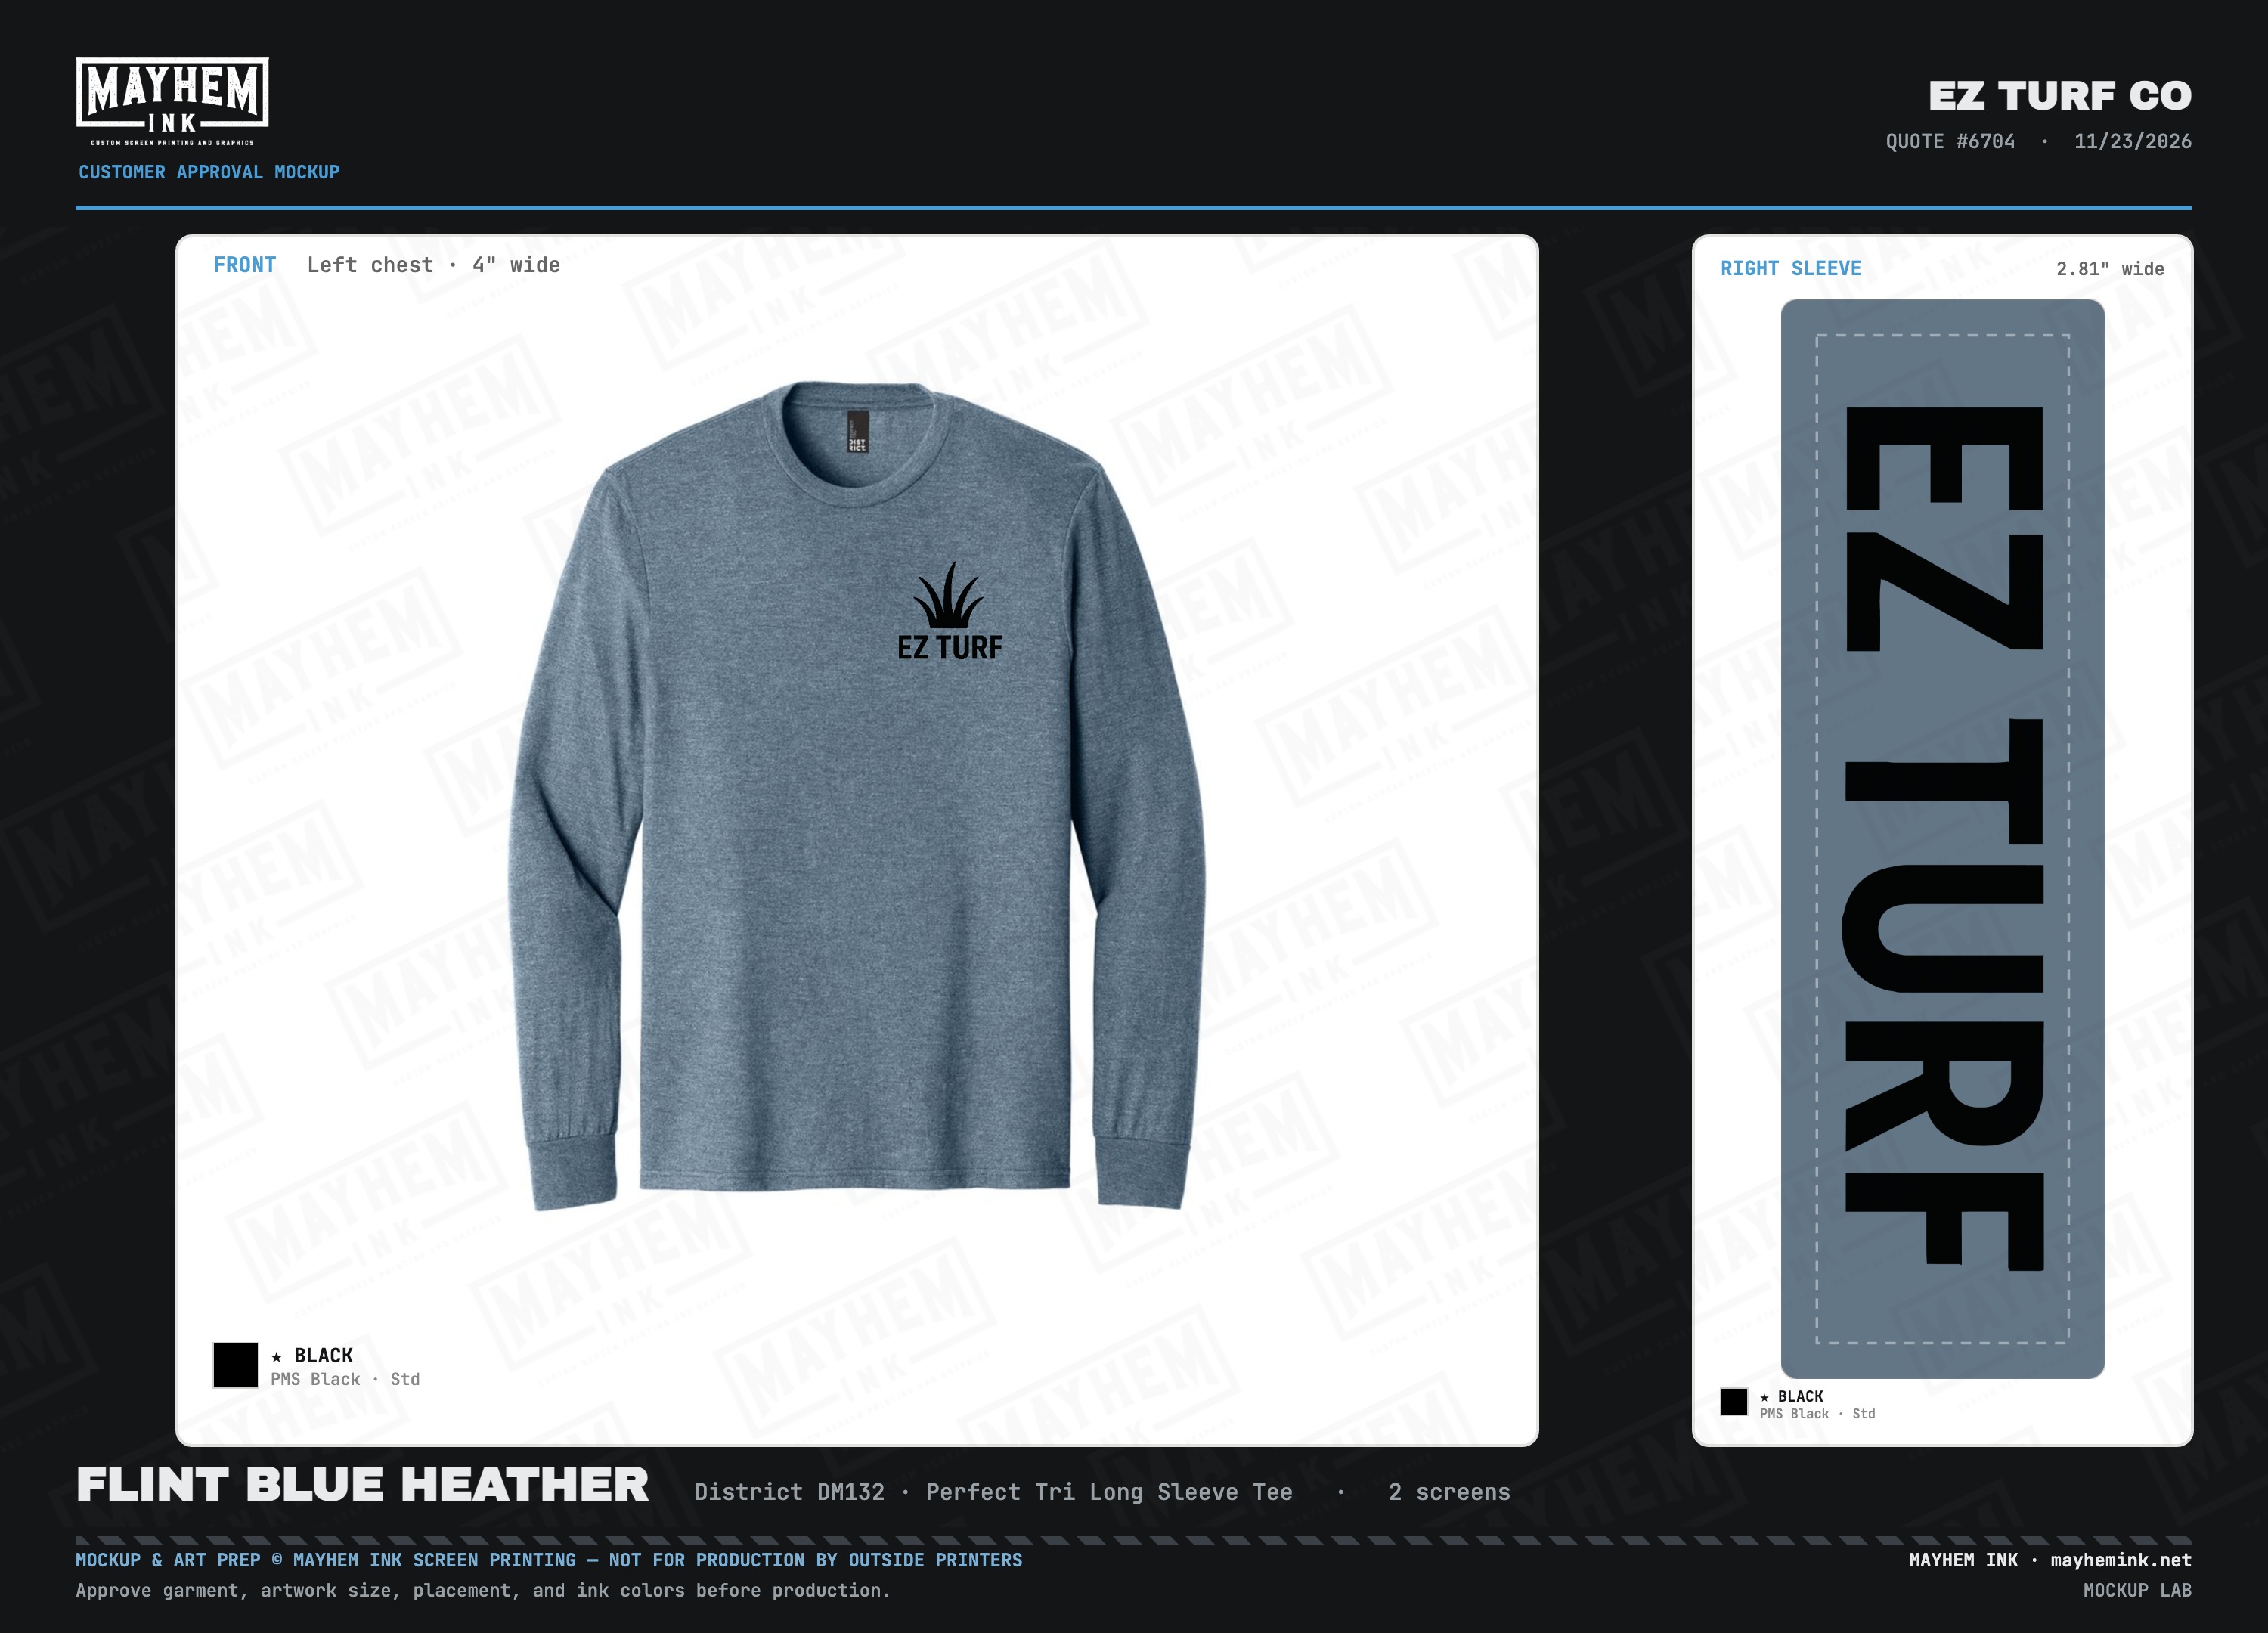 MAYHEM
INK
CUSTOM SCREEN PRINTING AND GRAPHICS
CUSTOMER APPROVAL MOCKUP
EZ TURF CO
QUOTE #6704 · 11/23/2026
FRONT Left chest · 4" wide
DISTRICT
EZ TURF
★ BLACK
PMS Black · Std
RIGHT SLEEVE 2.81" wide
EZ TURF
★ BLACK
PMS Black · Std
FLINT BLUE HEATHER District DM132 · Perfect Tri Long Sleeve Tee · 2 screens
MOCKUP & ART PREP © MAYHEM INK SCREEN PRINTING — NOT FOR PRODUCTION BY OUTSIDE PRINTERS
Approve garment, artwork size, placement, and ink colors before production.
MAYHEM INK · mayhemink.net
MOCKUP LAB